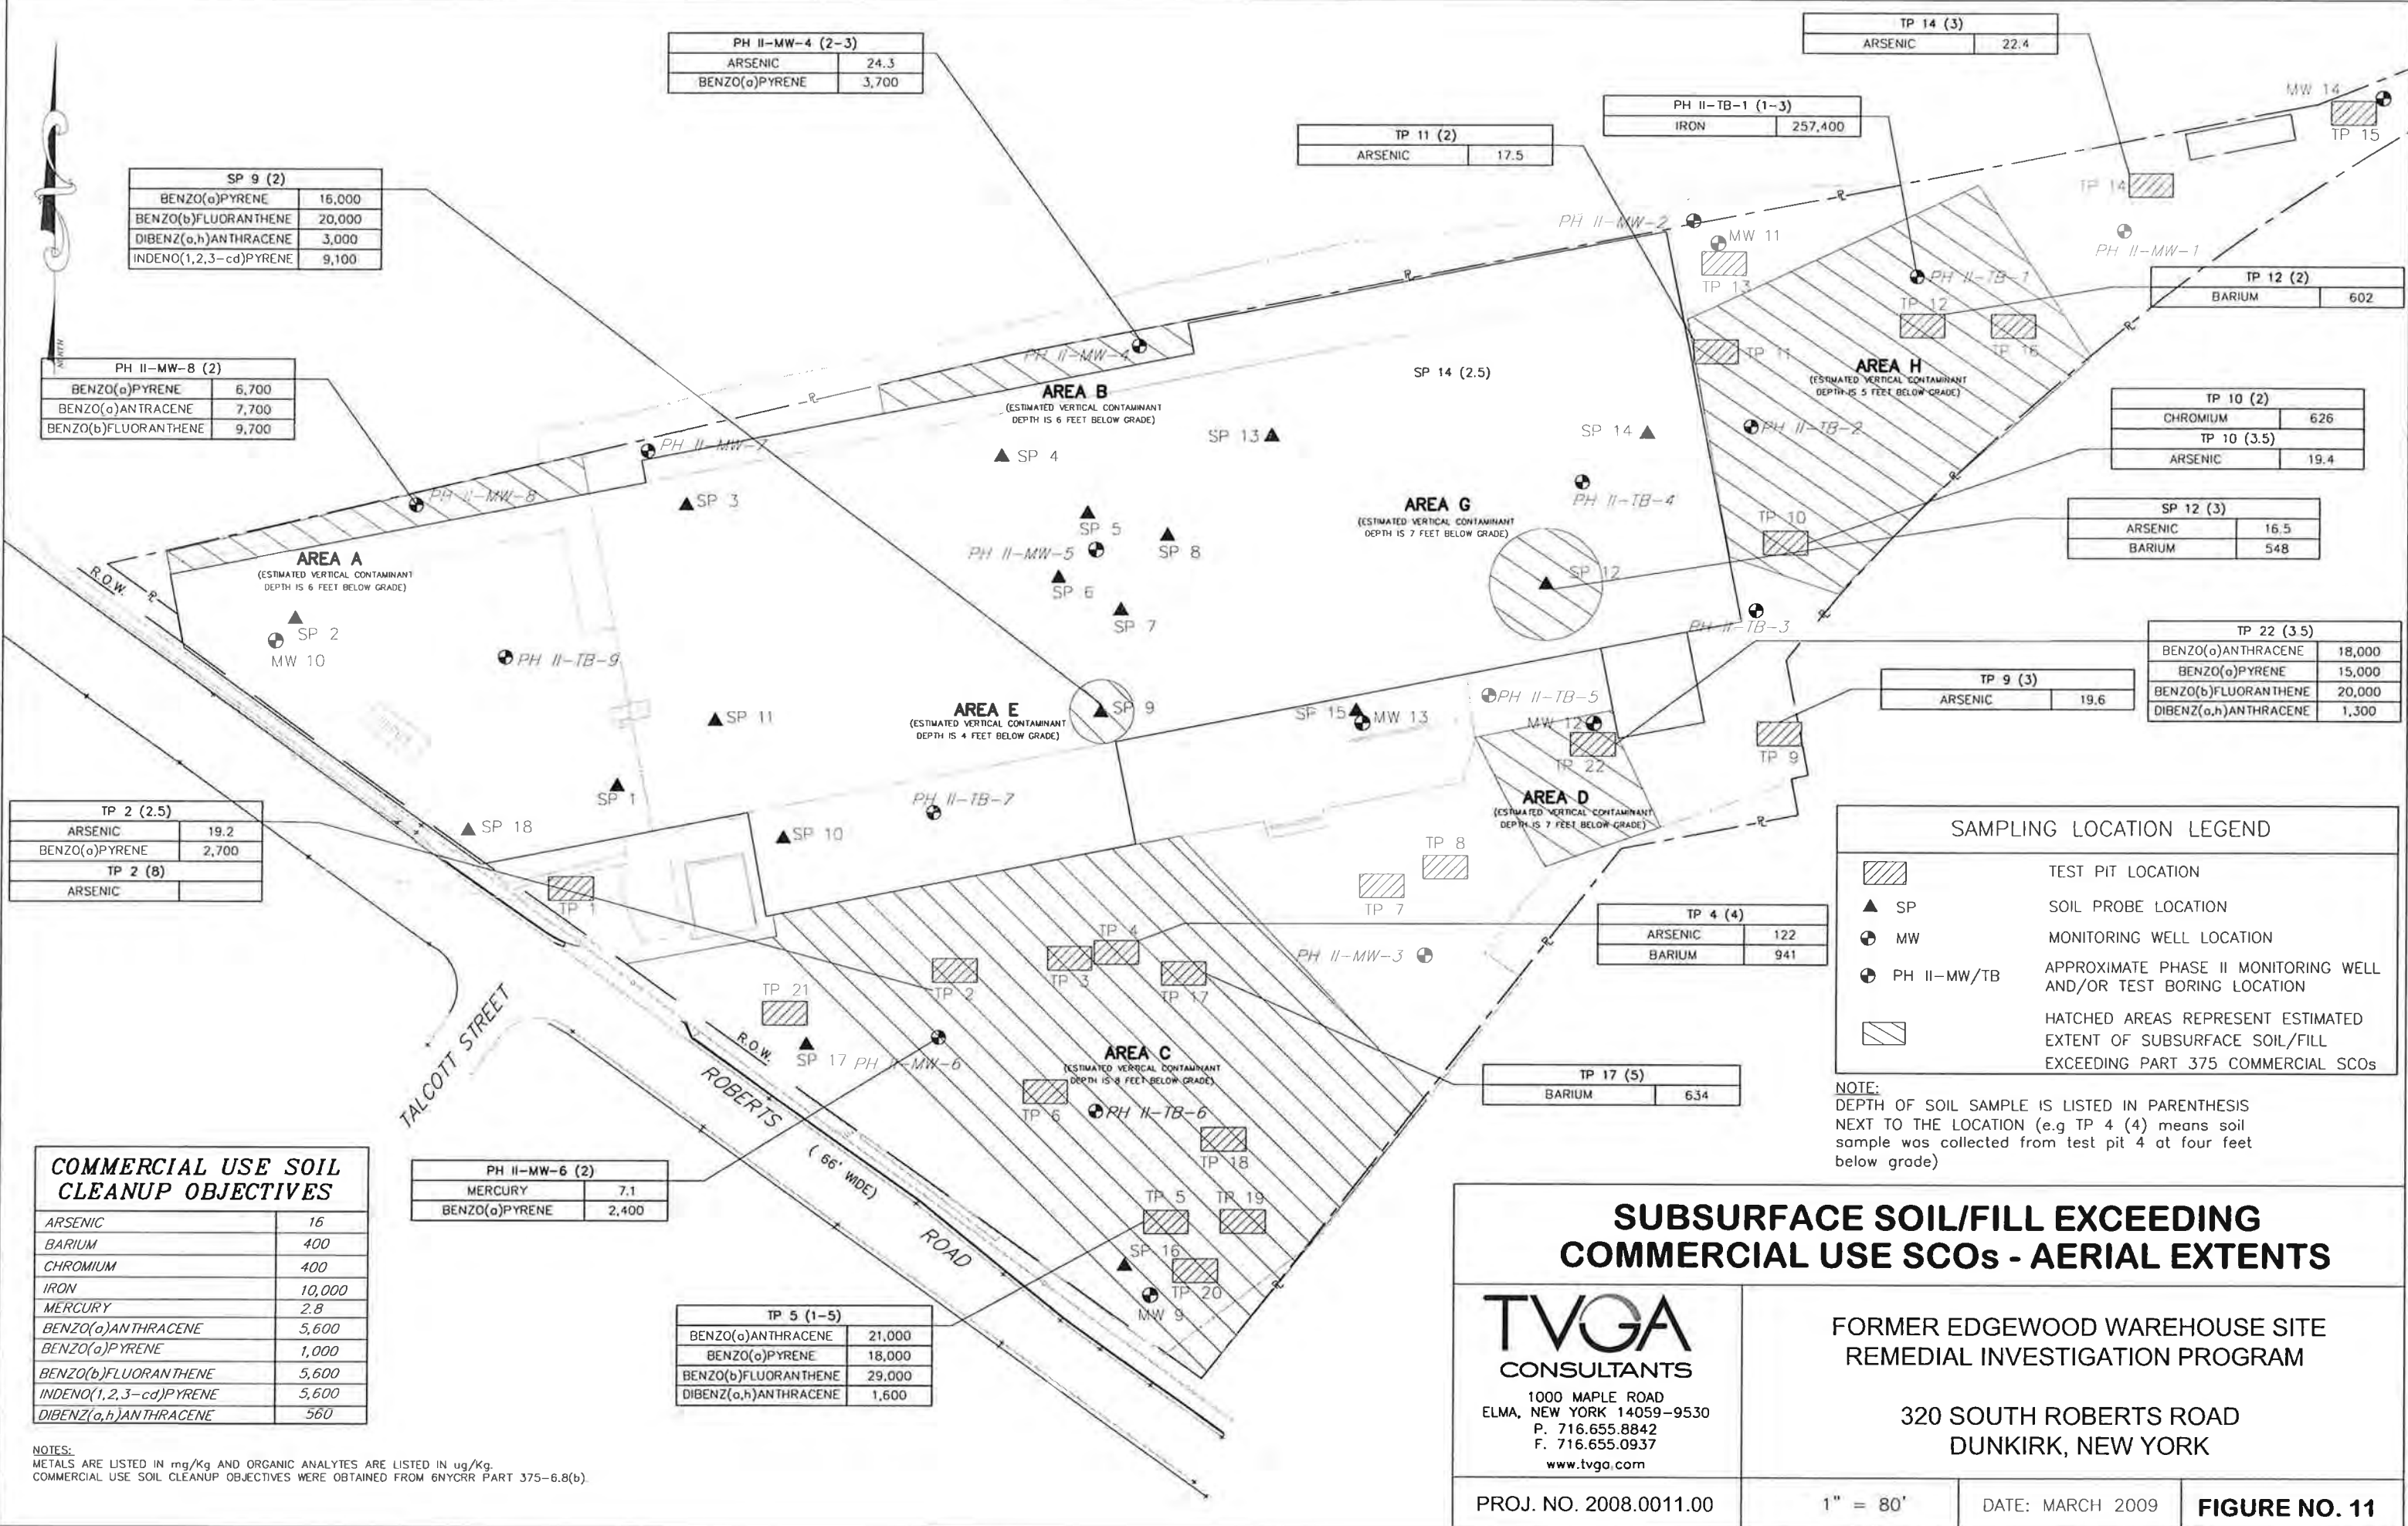 PH II-MW-4 (2-3)
ARSENIC 24.3
BENZO(a)PYRENE 3,700
TP 14 (3)
ARSENIC 22.4
PH II-TB-1 (1-3)
IRON 257,400
TP 11 (2)
ARSENIC 17.5
SP 9 (2)
BENZO(a)PYRENE 16,000
BENZO(b)FLUORANTHENE 20,000
DIBENZ(a,h)ANTHRACENE 3,000
INDENO(1,2,3-cd)PYRENE 9,100
NORTH
PH II-MW-8 (2)
BENZO(a)PYRENE 6,700
BENZO(a)ANTRACENE 7,700
BENZO(b)FLUORANTHENE 9,700
MW 14
TP 15
TP 14
PH II-MW-1
PH II-MW-2
MW 11
TP 13
PH II-TB-1
TP 12
TP 16
TP 11
TP 12 (2)
BARIUM 602
AREA H
(ESTIMATED VERTICAL CONTAMINANT
DEPTH IS 5 FEET BELOW GRADE)
PH II-TB-2
TP 10 (2)
CHROMIUM 626
TP 10 (3.5)
ARSENIC 19.4
SP 12 (3)
ARSENIC 16.5
BARIUM 548
TP 10
PH II-MW-4
AREA B
(ESTIMATED VERTICAL CONTAMINANT
DEPTH IS 6 FEET BELOW GRADE)
SP 14 (2.5)
SP 13
SP 14
SP 4
PH II-MW-7
PH II-MW-8
SP 3
SP 5
PH II-MW-5
SP 8
SP 6
SP 7
AREA G
(ESTIMATED VERTICAL CONTAMINANT
DEPTH IS 7 FEET BELOW GRADE)
PH II-TB-4
SP 12
PH II-TB-3
AREA A
(ESTIMATED VERTICAL CONTAMINANT
DEPTH IS 6 FEET BELOW GRADE)
R.O.W.
SP 2
MW 10
PH II-TB-9
SP 11
AREA E
(ESTIMATED VERTICAL CONTAMINANT
DEPTH IS 4 FEET BELOW GRADE)
SP 9
SP 15
MW 13
PH II-TB-5
MW 12
TP 22
TP 9
TP 22 (3.5)
BENZO(a)ANTHRACENE 18,000
BENZO(a)PYRENE 15,000
BENZO(b)FLUORANTHENE 20,000
DIBENZ(a,h)ANTHRACENE 1,300
TP 9 (3)
ARSENIC 19.6
AREA D
(ESTIMATED VERTICAL CONTAMINANT
DEPTH IS 7 FEET BELOW GRADE)
SP 1
SP 18
SP 10
PH II-TB-7
TP 8
TP 7
TP 2 (2.5)
ARSENIC 19.2
BENZO(a)PYRENE 2,700
TP 2 (8)
ARSENIC
TP 1
TP 21
SP 17
PH II-MW-6
TP 2
TP 3
TP 4
TP 17
PH II-MW-3
TP 4 (4)
ARSENIC 122
BARIUM 941
AREA C
(ESTIMATED VERTICAL CONTAMINANT
DEPTH IS 8 FEET BELOW GRADE)
TP 6
PH II-TB-6
TP 18
TP 5
TP 19
SP 16
TP 20
MW 9
TP 17 (5)
BARIUM 634
TALCOTT STREET
R.O.W.
ROBERTS
( 66' WIDE)
ROAD
PH II-MW-6 (2)
MERCURY 7.1
BENZO(a)PYRENE 2,400
TP 5 (1-5)
BENZO(a)ANTHRACENE 21,000
BENZO(a)PYRENE 18,000
BENZO(b)FLUORANTHENE 29,000
DIBENZ(a,h)ANTHRACENE 1,600
COMMERCIAL USE SOIL
CLEANUP OBJECTIVES
ARSENIC 16
BARIUM 400
CHROMIUM 400
IRON 10,000
MERCURY 2.8
BENZO(a)ANTHRACENE 5,600
BENZO(a)PYRENE 1,000
BENZO(b)FLUORANTHENE 5,600
INDENO(1,2,3-cd)PYRENE 5,600
DIBENZ(a,h)ANTHRACENE 560
NOTES:
METALS ARE LISTED IN mg/Kg AND ORGANIC ANALYTES ARE LISTED IN ug/Kg.
COMMERCIAL USE SOIL CLEANUP OBJECTIVES WERE OBTAINED FROM 6NYCRR PART 375-6.8(b).
SAMPLING LOCATION LEGEND
TEST PIT LOCATION
SP SOIL PROBE LOCATION
MW MONITORING WELL LOCATION
PH II-MW/TB APPROXIMATE PHASE II MONITORING WELL
AND/OR TEST BORING LOCATION
HATCHED AREAS REPRESENT ESTIMATED
EXTENT OF SUBSURFACE SOIL/FILL
EXCEEDING PART 375 COMMERCIAL SCOs
NOTE:
DEPTH OF SOIL SAMPLE IS LISTED IN PARENTHESIS
NEXT TO THE LOCATION (e.g TP 4 (4) means soil
sample was collected from test pit 4 at four feet
below grade)
SUBSURFACE SOIL/FILL EXCEEDING
COMMERCIAL USE SCOs - AERIAL EXTENTS
TVGA
CONSULTANTS
1000 MAPLE ROAD
ELMA, NEW YORK 14059-9530
P. 716.655.8842
F. 716.655.0937
www.tvga.com
FORMER EDGEWOOD WAREHOUSE SITE
REMEDIAL INVESTIGATION PROGRAM
320 SOUTH ROBERTS ROAD
DUNKIRK, NEW YORK
PROJ. NO. 2008.0011.00
1" = 80'
DATE: MARCH 2009
FIGURE NO. 11